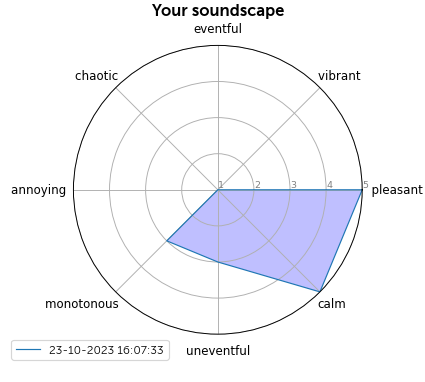 Your soundscape
eventful
chaotic
vibrant
annoying
1 2 3 4 5
pleasant
monotonous
calm
uneventful
23-10-2023 16:07:33